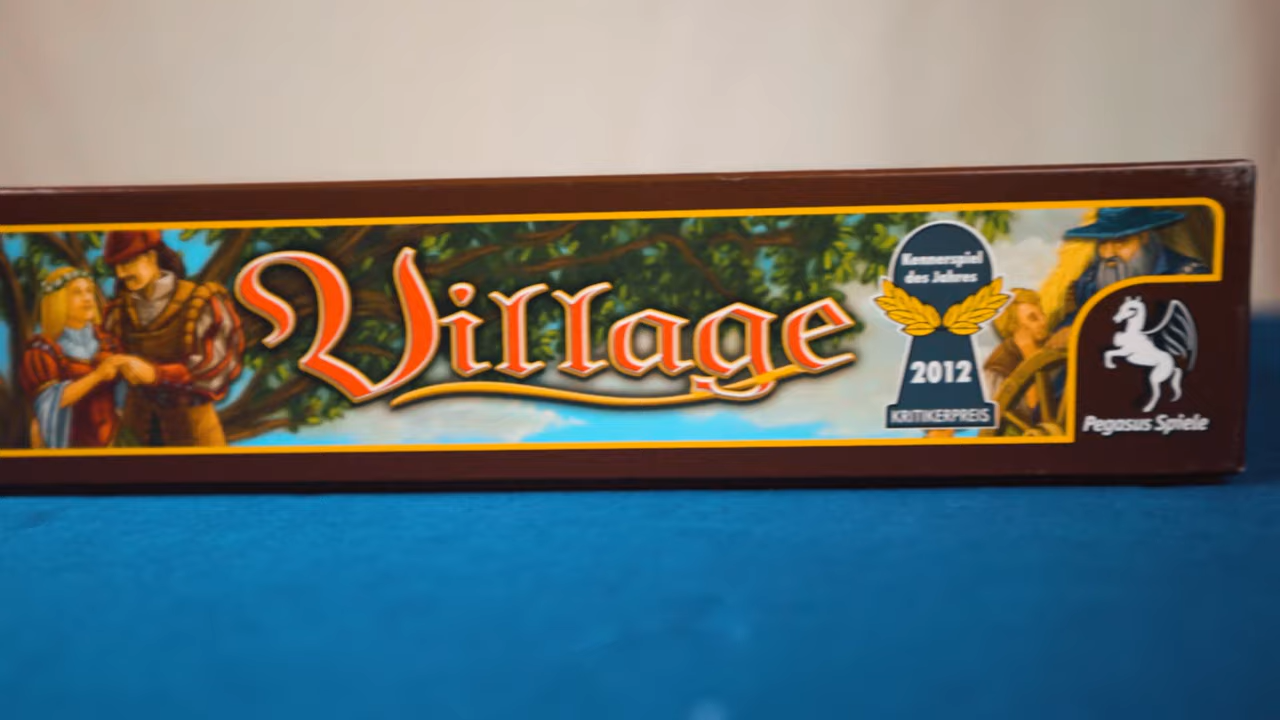 Village
Kennerspiel
des Jahres
2012
KRITIKERPREIS
Pegasus Spiele